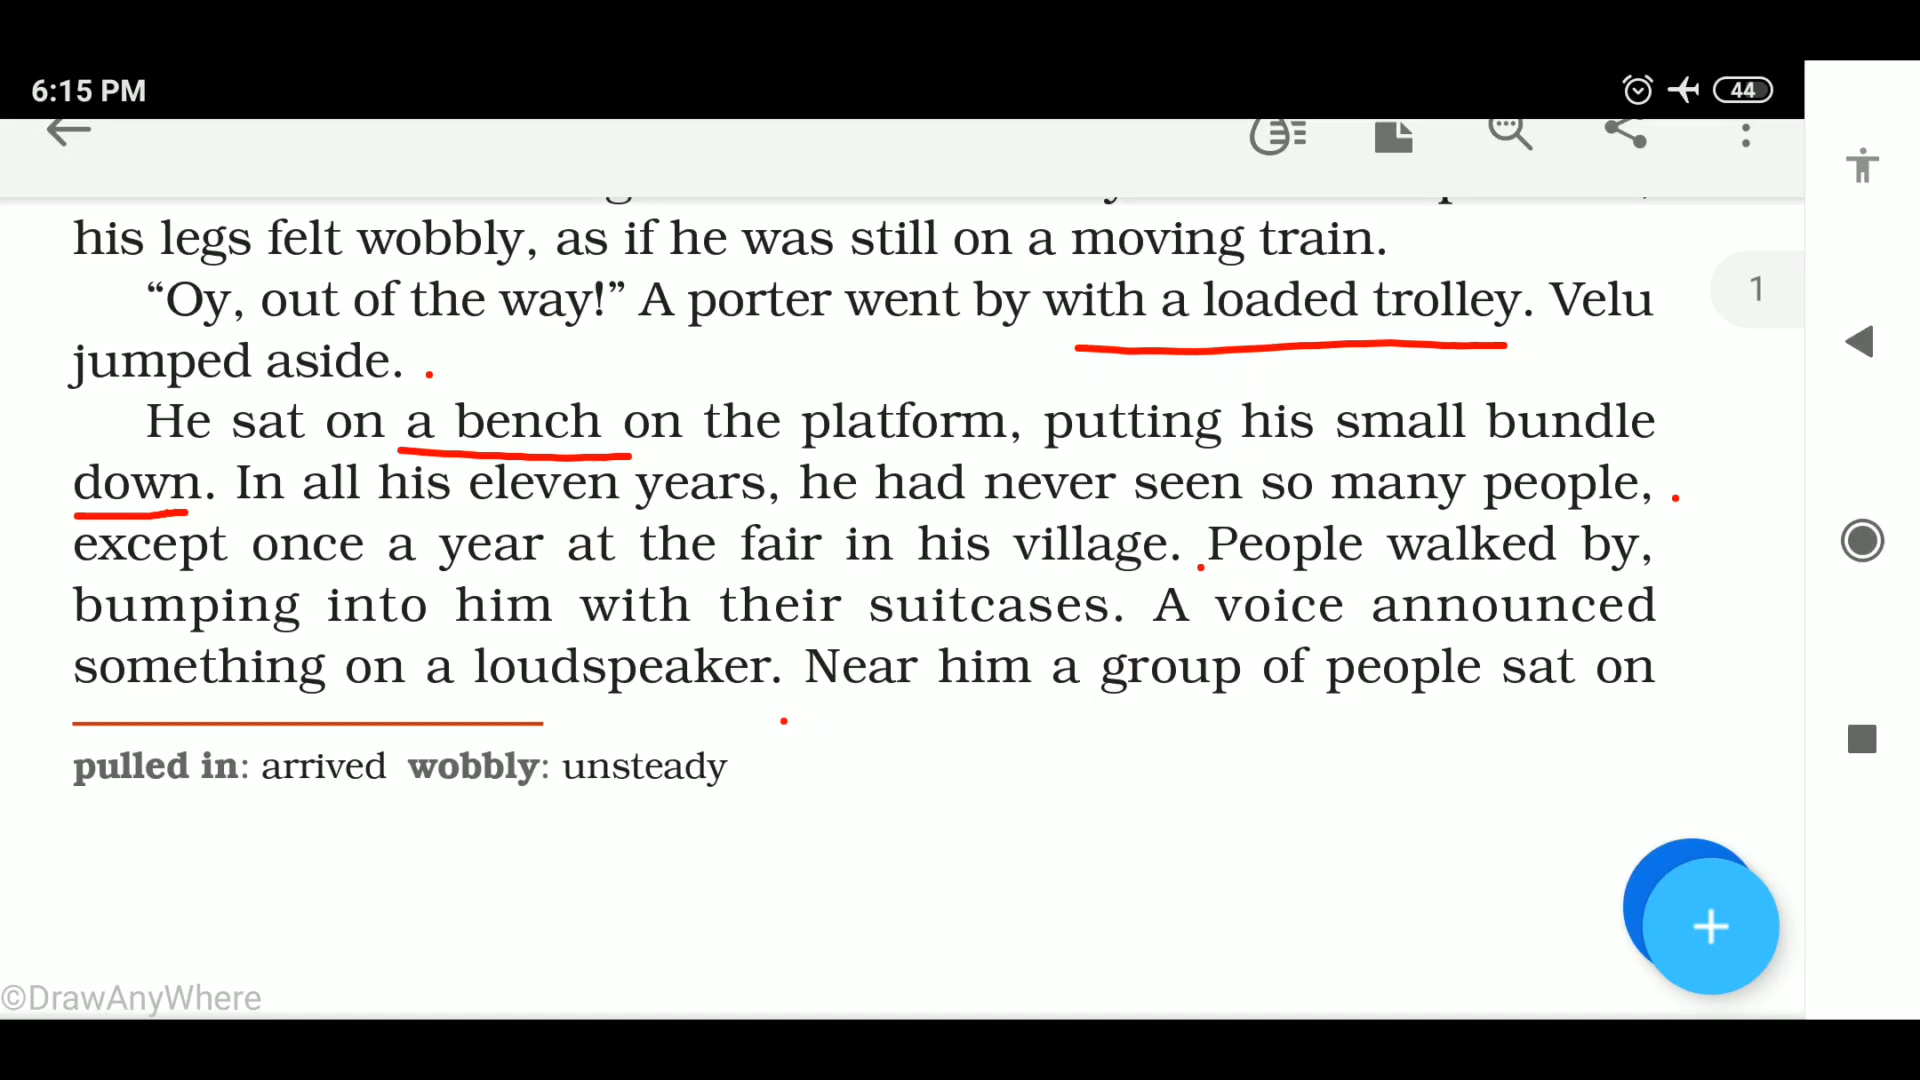 6:15 PM
44
his legs felt wobbly, as if he was still on a moving train.
“Oy, out of the way!” A porter went by with a loaded trolley. Velu
1
jumped aside.
He sat on a bench on the platform, putting his small bundle
down. In all his eleven years, he had never seen so many people,
except once a year at the fair in his village. People walked by,
bumping into him with their suitcases. A voice announced
something on a loudspeaker. Near him a group of people sat on
pulled in: arrived wobbly: unsteady
©DrawAnyWhere